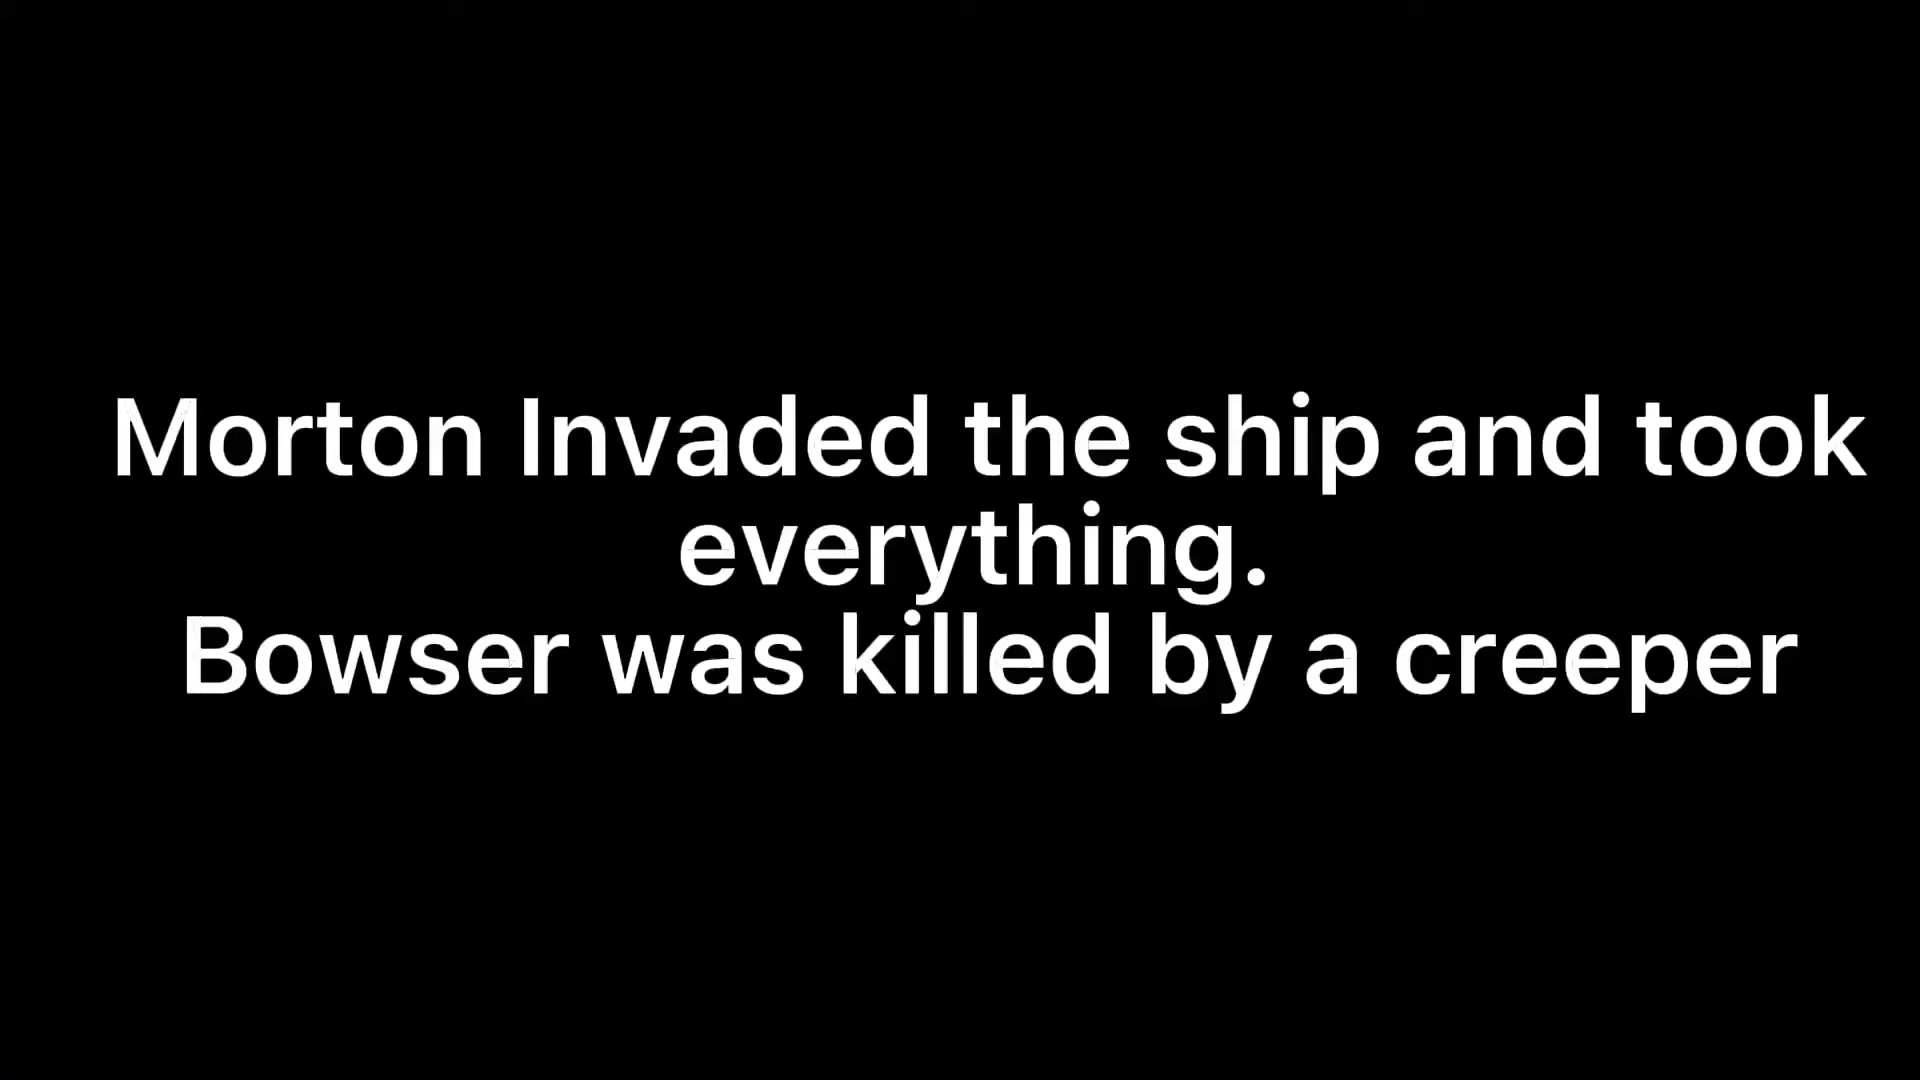 Morton Invaded the ship and took
everything.
Bowser was killed by a creeper